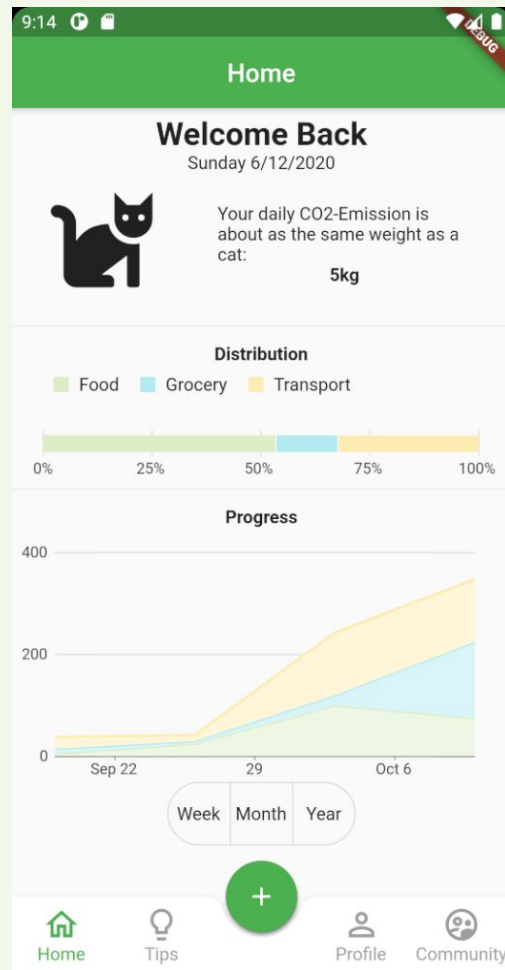 9:14
DEBUG
Home
Welcome Back
Sunday 6/12/2020
Your daily CO2-Emission is
about as the same weight as a
cat:
5kg
Distribution
Food Grocery Transport
0% 25% 50% 75% 100%
Progress
400
200
0
Sep 22 29 Oct 6
Week Month Year
+
Home Tips Profile Community